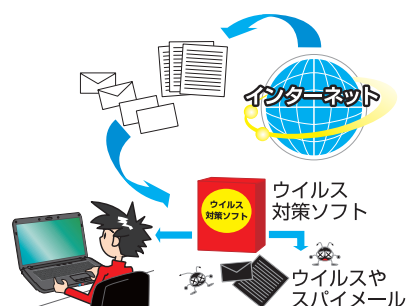 インターネット
ウイルス
対策ソフト
ウイルス
対策ソフト
ウイルスや
スパイメール